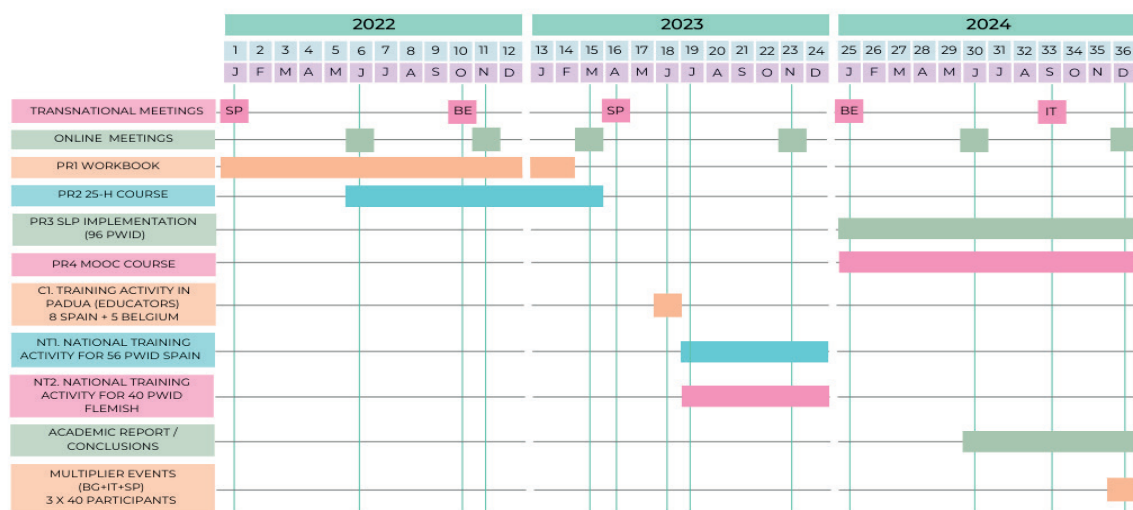 2022 2023 2024
1 2 3 4 5 6 7 8 9 10 11 12 13 14 15 16 17 18 19 20 21 22 23 24 25 26 27 28 29 30 31 32 33 34 35 36
J F M A M J J A S O N D J F M A M J J A S O N D J F M A M J J A S O N D
TRANSNATIONAL MEETINGS SP BE SP BE IT
ONLINE MEETINGS
PR1 WORKBOOK
PR2 25-H COURSE
PR3 SLP IMPLEMENTATION
(96 PWID)
PR4 MOOC COURSE
C1. TRAINING ACTIVITY IN
PADUA (EDUCATORS)
8 SPAIN + 5 BELGIUM
NT1. NATIONAL TRAINING
ACTIVITY FOR 56 PWID SPAIN
NT2. NATIONAL TRAINING
ACTIVITY FOR 40 PWID
FLEMISH
ACADEMIC REPORT /
CONCLUSIONS
MULTIPLIER EVENTS
(BG+IT+SP)
3 X 40 PARTICIPANTS